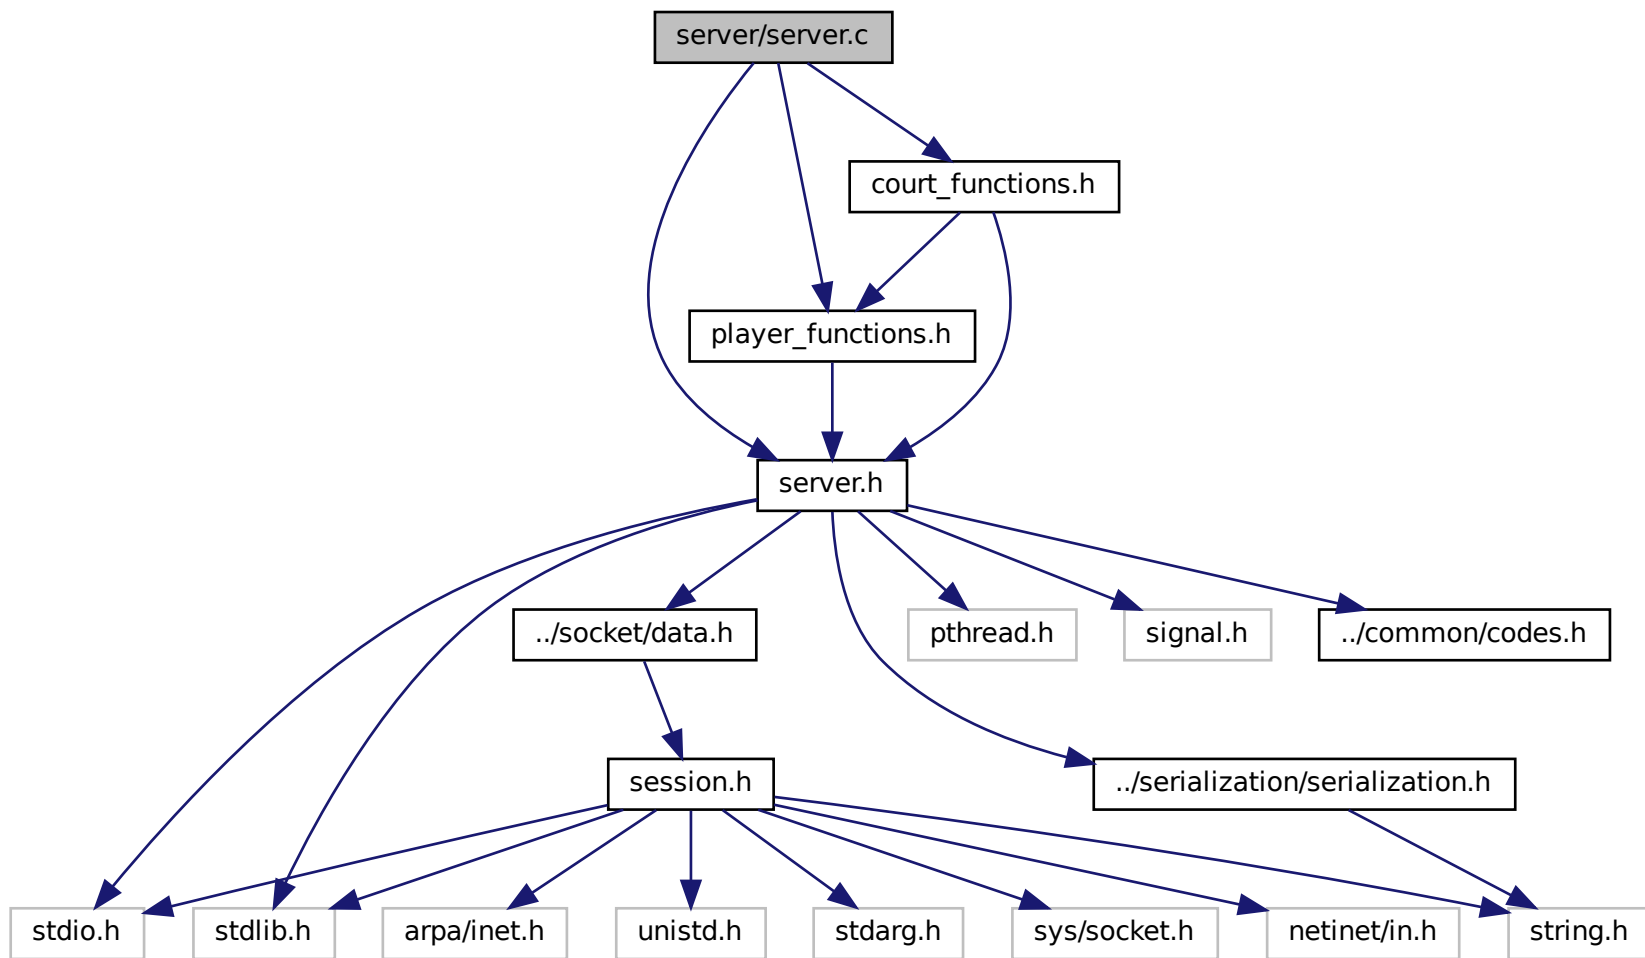 server/server.c
court_functions.h
player_functions.h
server.h
../socket/data.h
pthread.h
signal.h
../common/codes.h
session.h
../serialization/serialization.h
stdio.h
stdlib.h
arpa/inet.h
unistd.h
stdarg.h
sys/socket.h
netinet/in.h
string.h